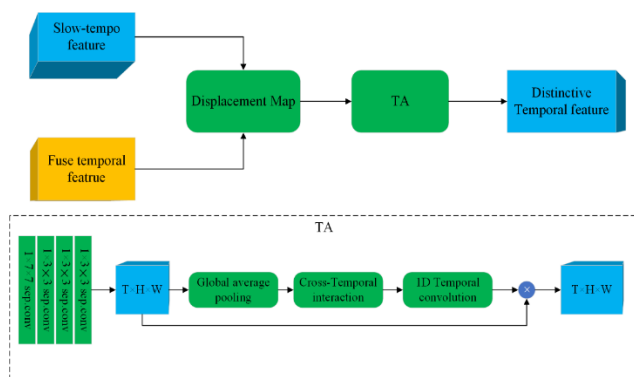 Slow-tempo
feature
Displacement Map
TA
Distinctive
Temporal feature
Fuse temporal
featrue
TA
1×7×7 sep conv
1×3×3 sep conv
1×3×3 sep conv
1×3×3 sep conv
T×H×W
Global average
pooling
Cross-Temporal
interaction
1D Temporal
convolution
×
T×H×W